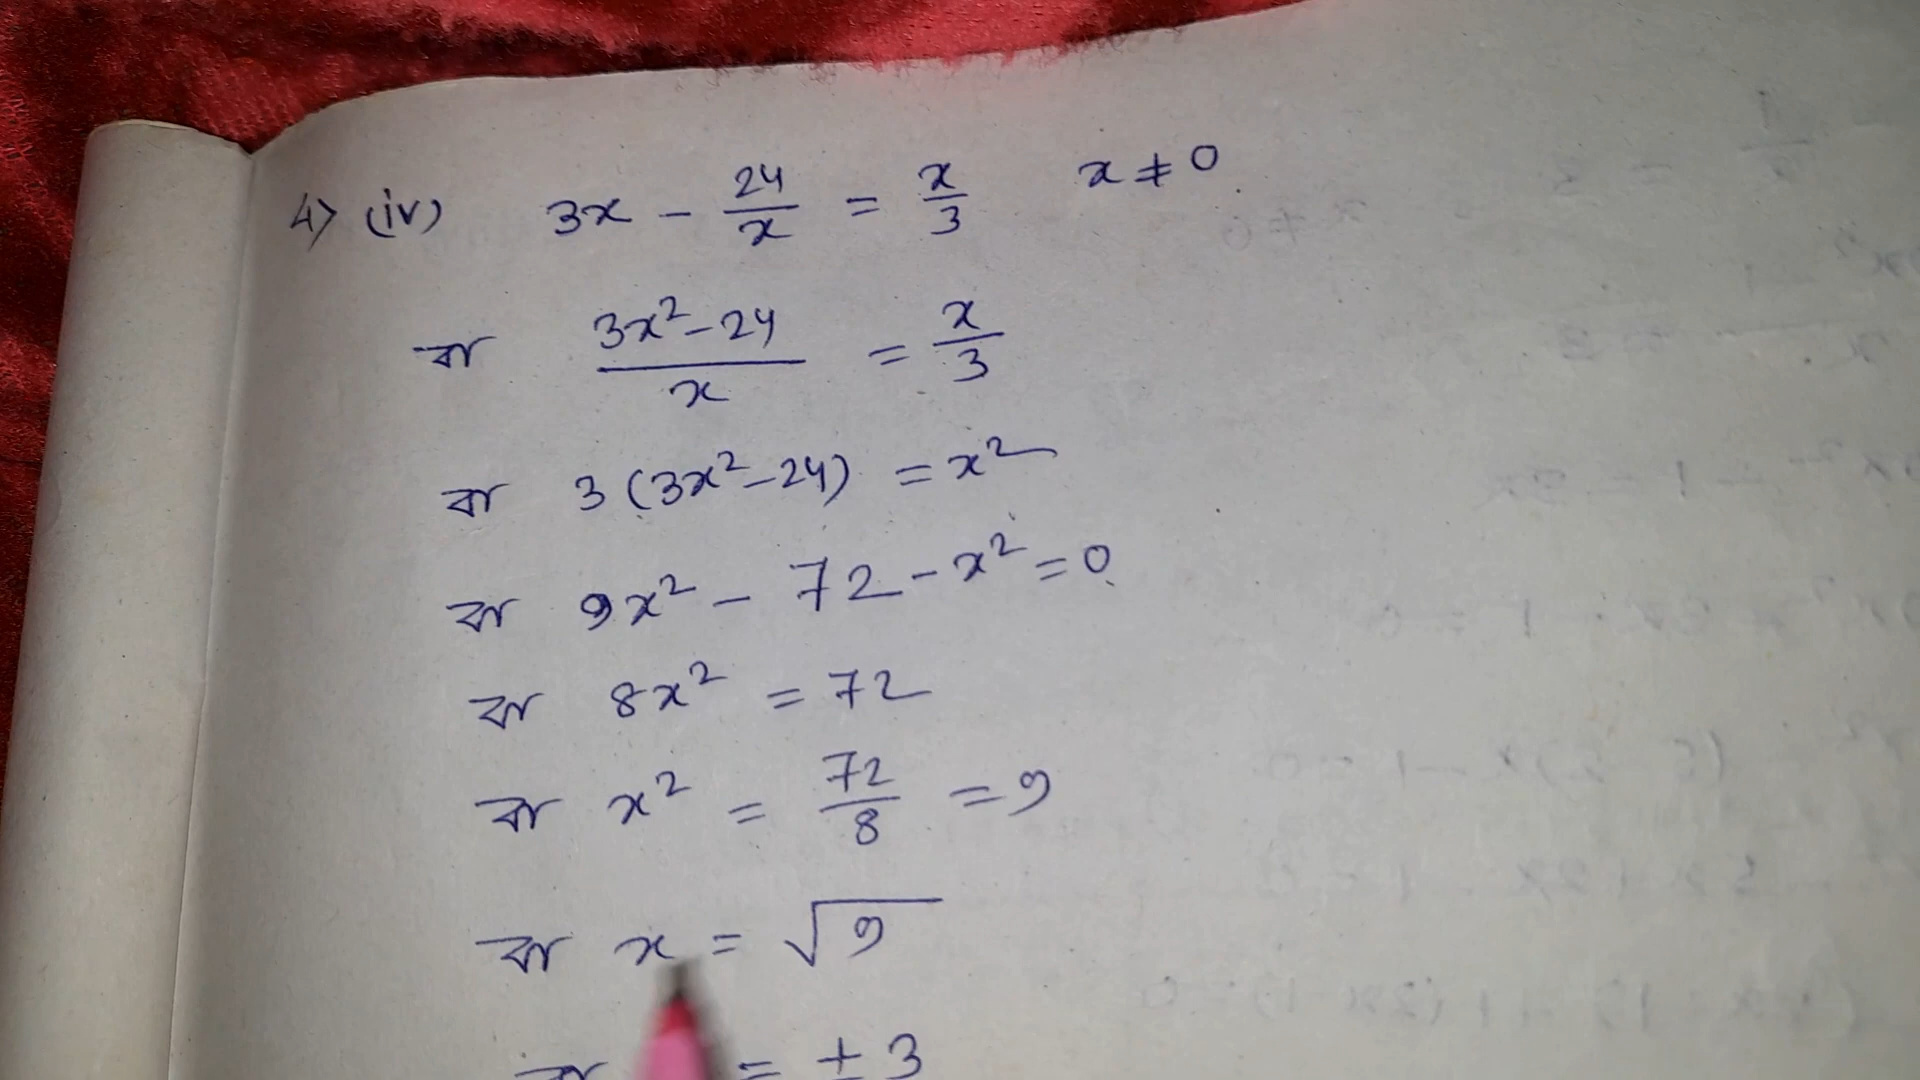 4> (iv) 3x - 24/x = x/3 x ≠ 0.
বা (3x² - 24)/x = x/3
বা 3 (3x² - 24) = x²
বা 9x² - 72 - x² = 0
বা 8x² = 72
বা x² = 72/8 = 9
বা x = √9
বা = ± 3